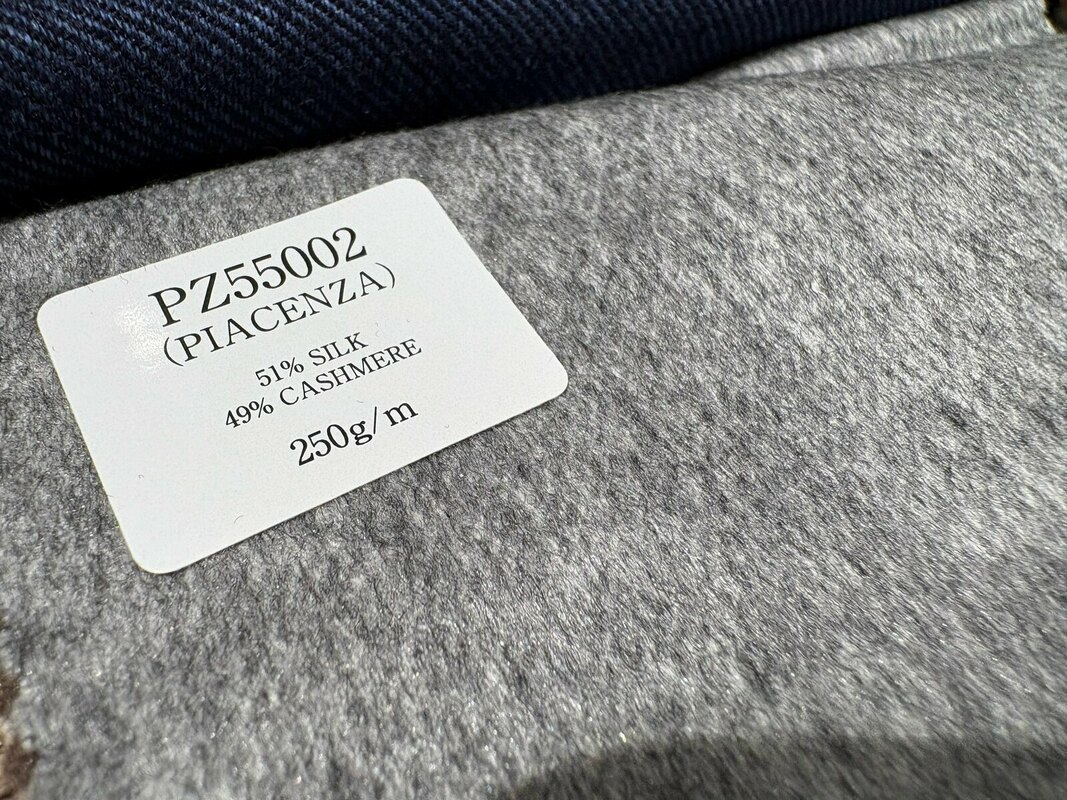 PZ55002
(PIACENZA)
51% SILK
49% CASHMERE
250g/m